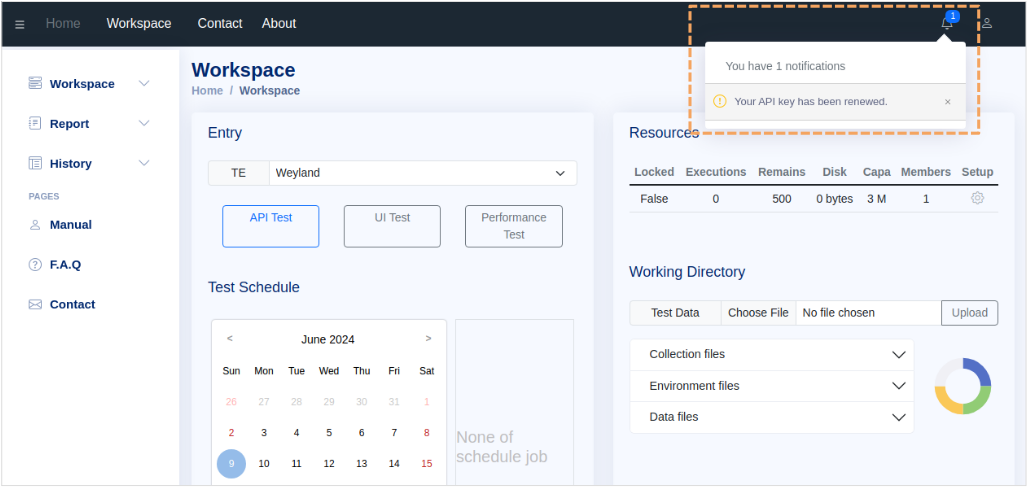 ☰ Home Workspace Contact About 1
You have 1 notifications
Your API key has been renewed. ×
Workspace
Report
History
PAGES
Manual
F.A.Q
Contact
Workspace
Home / Workspace
Entry
TE Weyland
API Test UI Test Performance
Test
Test Schedule
< June 2024 >
Sun Mon Tue Wed Thu Fri Sat
26 27 28 29 30 31 1
2 3 4 5 6 7 8
9 10 11 12 13 14 15
None of
schedule job
Resources
Locked Executions Remains Disk Capa Members Setup
False 0 500 0 bytes 3 M 1
Working Directory
Test Data Choose File No file chosen Upload
Collection files
Environment files
Data files